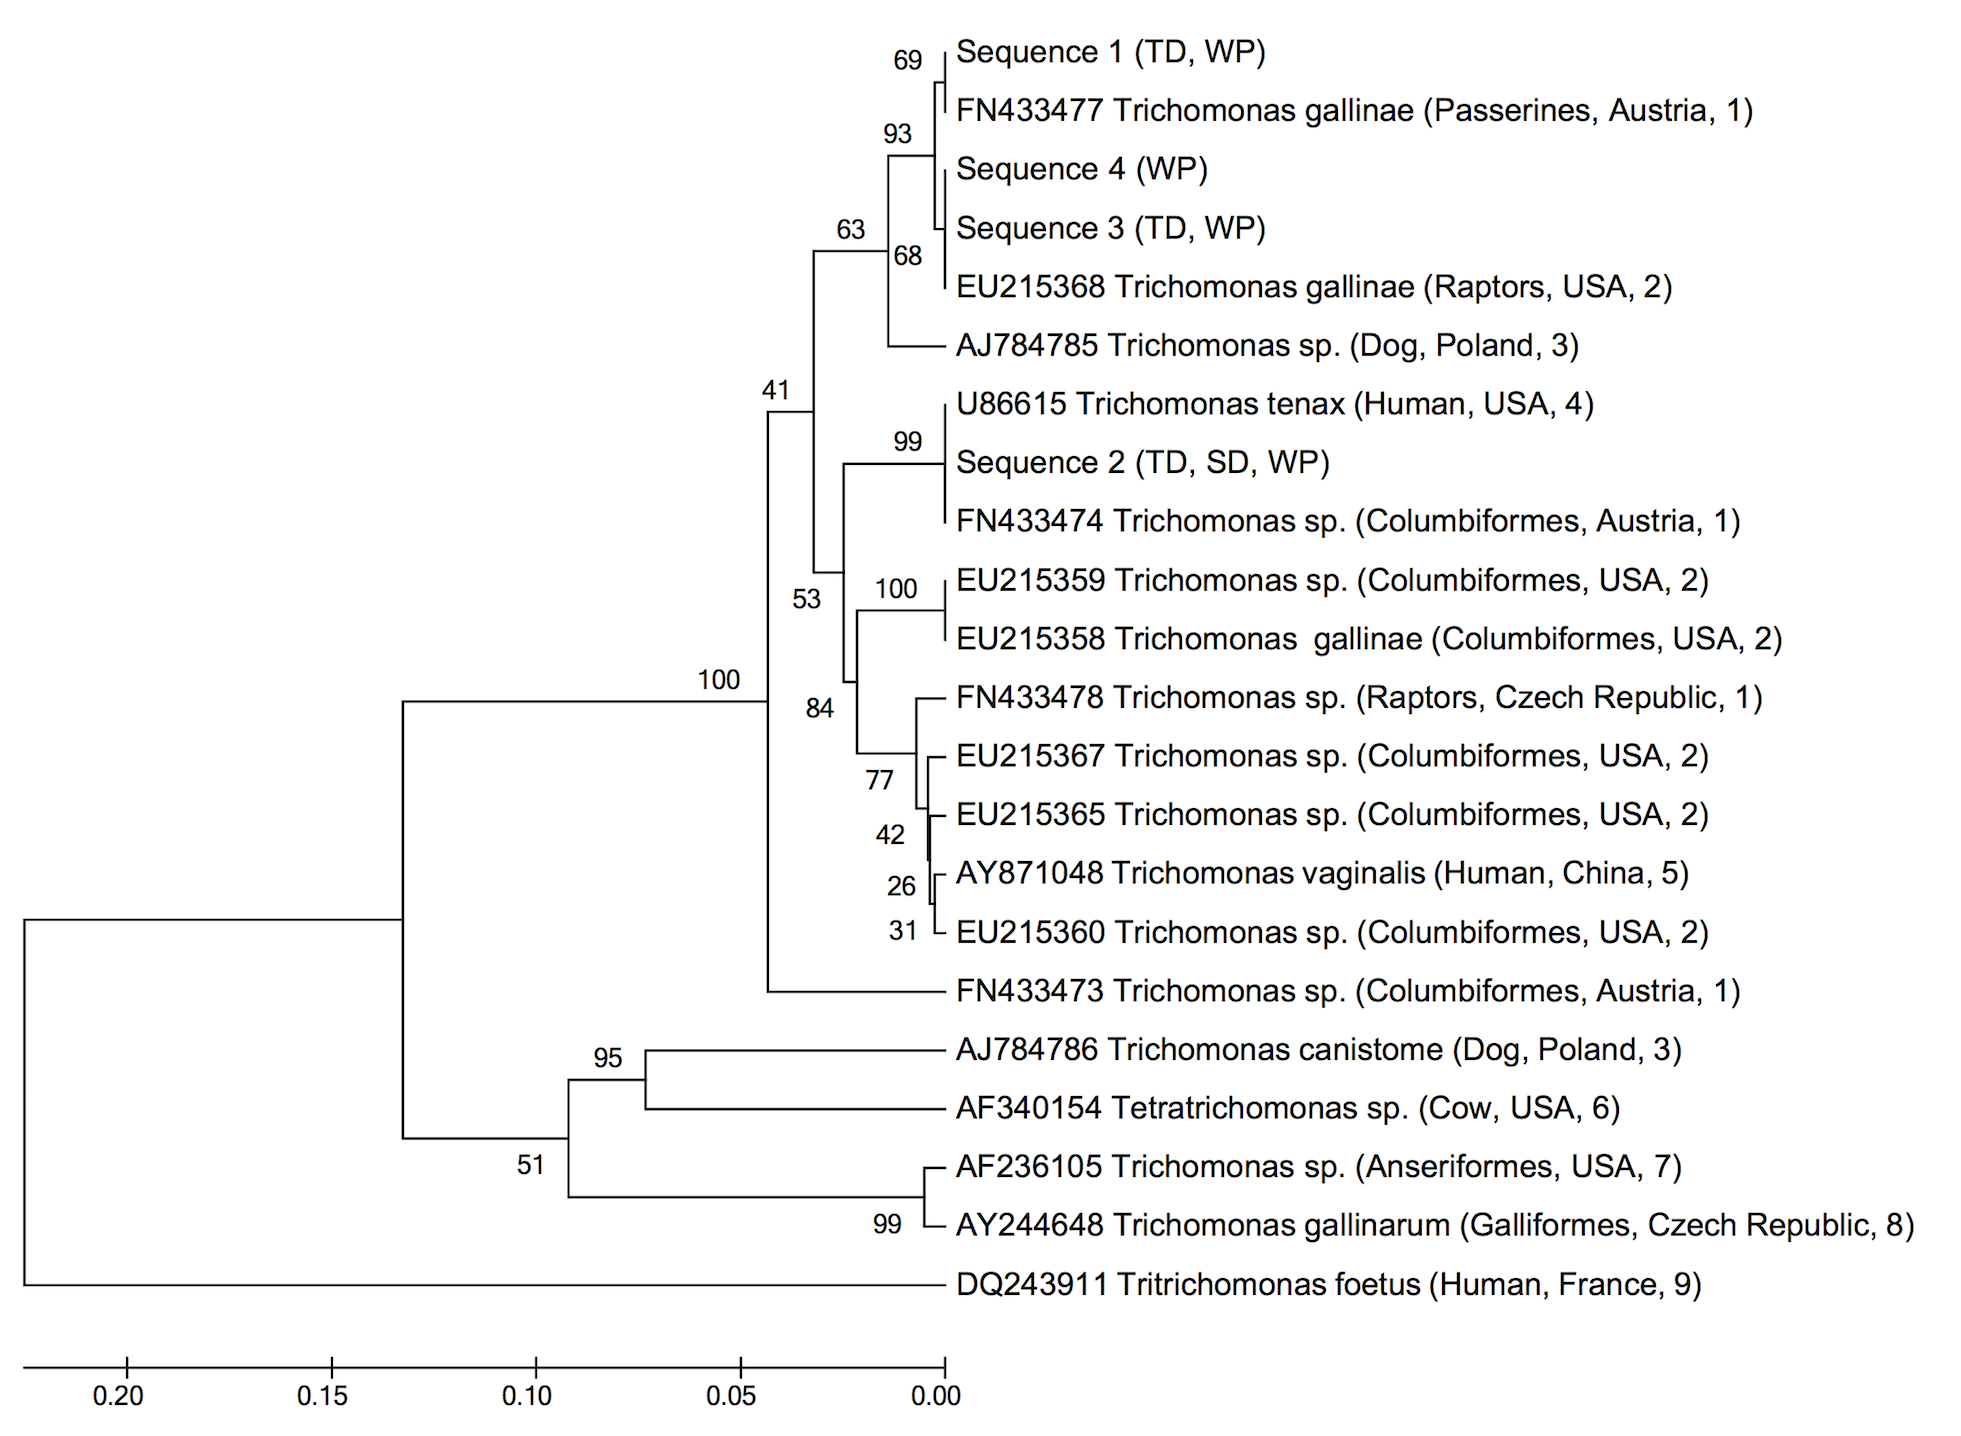 69
Sequence 1 (TD, WP)
FN433477 Trichomonas gallinae (Passerines, Austria, 1)
93
Sequence 4 (WP)
63
Sequence 3 (TD, WP)
68
EU215368 Trichomonas gallinae (Raptors, USA, 2)
AJ784785 Trichomonas sp. (Dog, Poland, 3)
41
U86615 Trichomonas tenax (Human, USA, 4)
99
Sequence 2 (TD, SD, WP)
FN433474 Trichomonas sp. (Columbiformes, Austria, 1)
53
100
EU215359 Trichomonas sp. (Columbiformes, USA, 2)
EU215358 Trichomonas  gallinae (Columbiformes, USA, 2)
100
84
FN433478 Trichomonas sp. (Raptors, Czech Republic, 1)
77
EU215367 Trichomonas sp. (Columbiformes, USA, 2)
42
EU215365 Trichomonas sp. (Columbiformes, USA, 2)
26
AY871048 Trichomonas vaginalis (Human, China, 5)
31
EU215360 Trichomonas sp. (Columbiformes, USA, 2)
FN433473 Trichomonas sp. (Columbiformes, Austria, 1)
95
AJ784786 Trichomonas canistome (Dog, Poland, 3)
AF340154 Tetratrichomonas sp. (Cow, USA, 6)
51
AF236105 Trichomonas sp. (Anseriformes, USA, 7)
99
AY244648 Trichomonas gallinarum (Galliformes, Czech Republic, 8)
DQ243911 Tritrichomonas foetus (Human, France, 9)
0.20 0.15 0.10 0.05 0.00